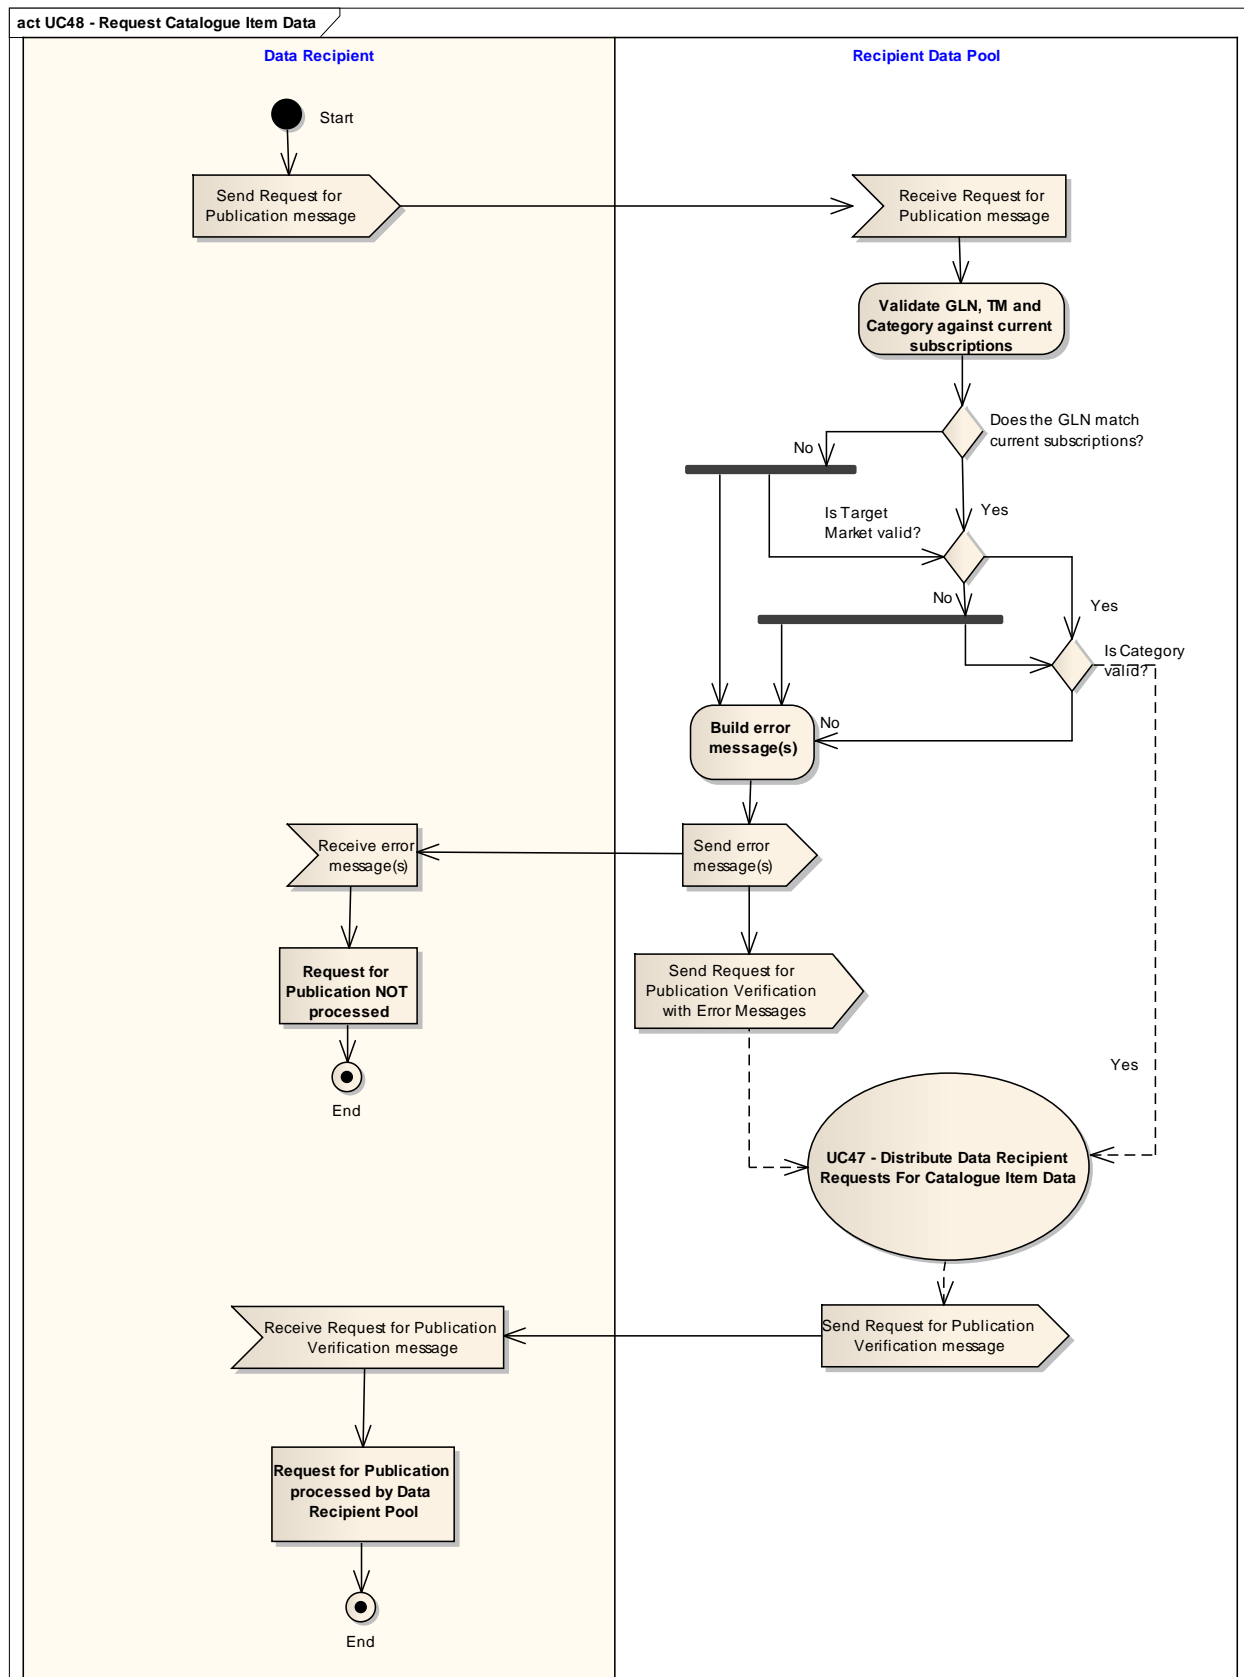 act UC48 - Request Catalogue Item Data
Data Recipient
Recipient Data Pool
Start
Send Request for
Publication message
Receive Request for
Publication message
Validate GLN, TM and
Category against current
subscriptions
Does the GLN match
current subscriptions?
No
Is Target
Market valid?
Yes
No
Yes
Is Category
valid?
Build error
message(s)
No
Receive error
message(s)
Send error
message(s)
Request for
Publication NOT
processed
Send Request for
Publication Verification
with Error Messages
End
Yes
UC47 - Distribute Data Recipient
Requests For Catalogue Item Data
Receive Request for Publication
Verification message
Send Request for Publication
Verification message
Request for Publication
processed by Data
Recipient Pool
End